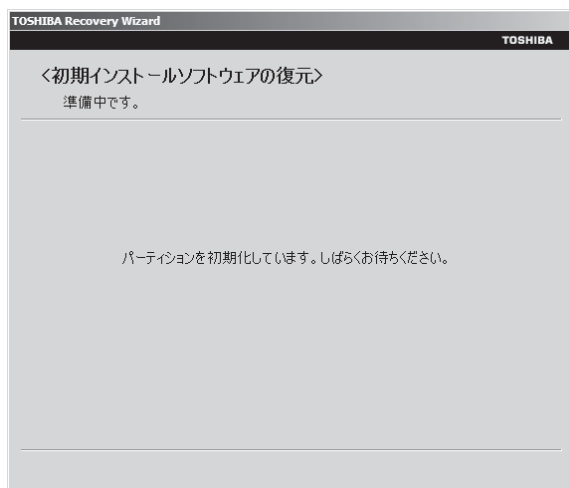 TOSHIBA Recovery Wizard
TOSHIBA
<初期インストールソフトウェアの復元>
準備中です。
パーティションを初期化しています。しばらくお待ちください。